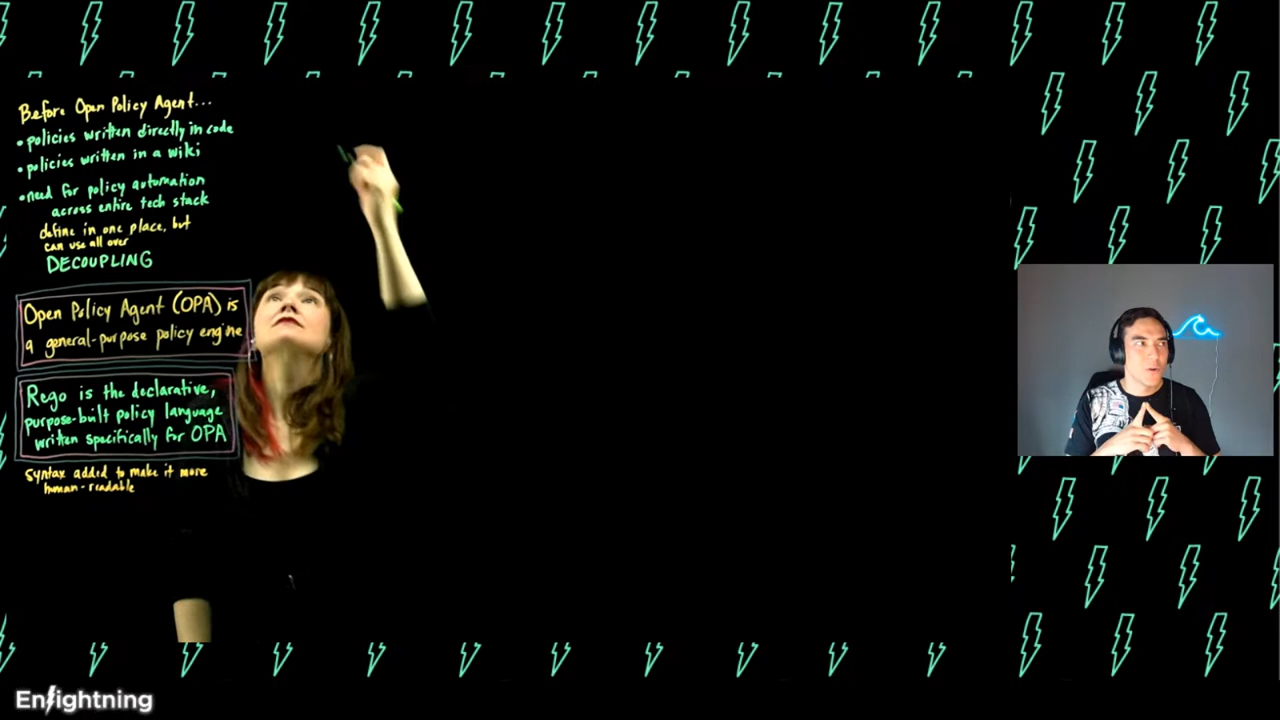 Before Open Policy Agent...
• policies written directly in code
• policies written in a wiki
• need for policy automation
across entire tech stack
define in one place, but
can use all over
DECOUPLING
Open Policy Agent (OPA) is
a general-purpose policy engine
Rego is the declarative,
purpose-built policy language
written specifically for OPA
Syntax added to make it more
human-readable
Enlightning